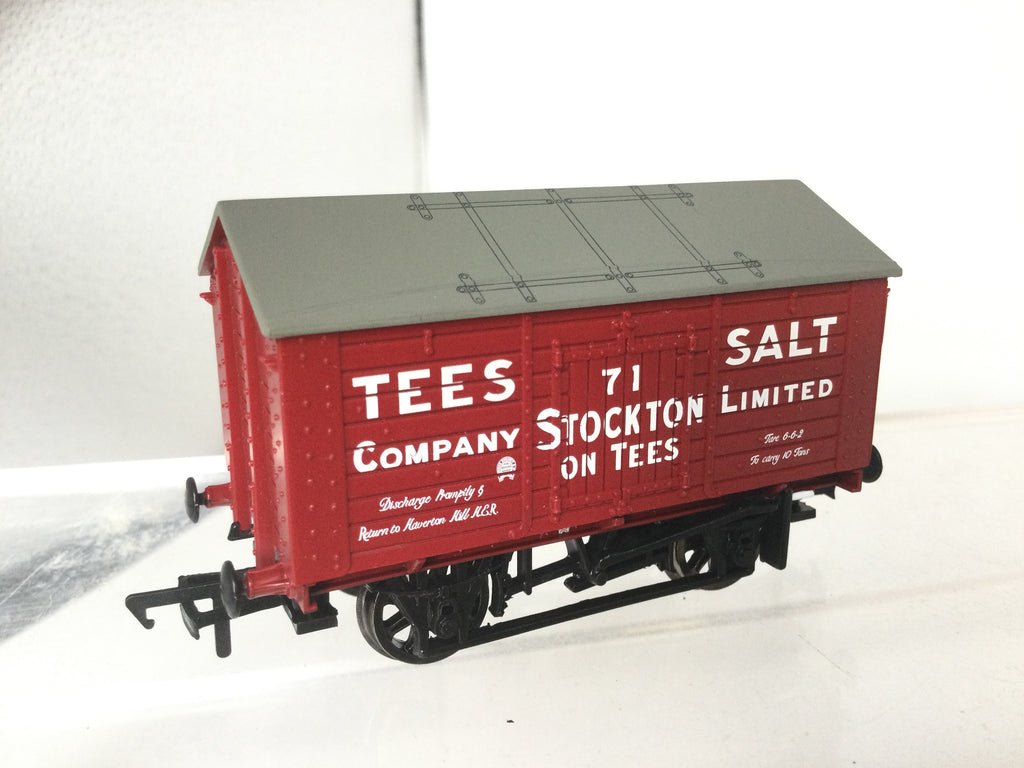 TEES SALT
71
COMPANY STOCKTON LIMITED
ON TEES
Discharge Promptly &
Return to Haverton Hill N.E.R.
Tare 6-6-2
To carry 10 Tons